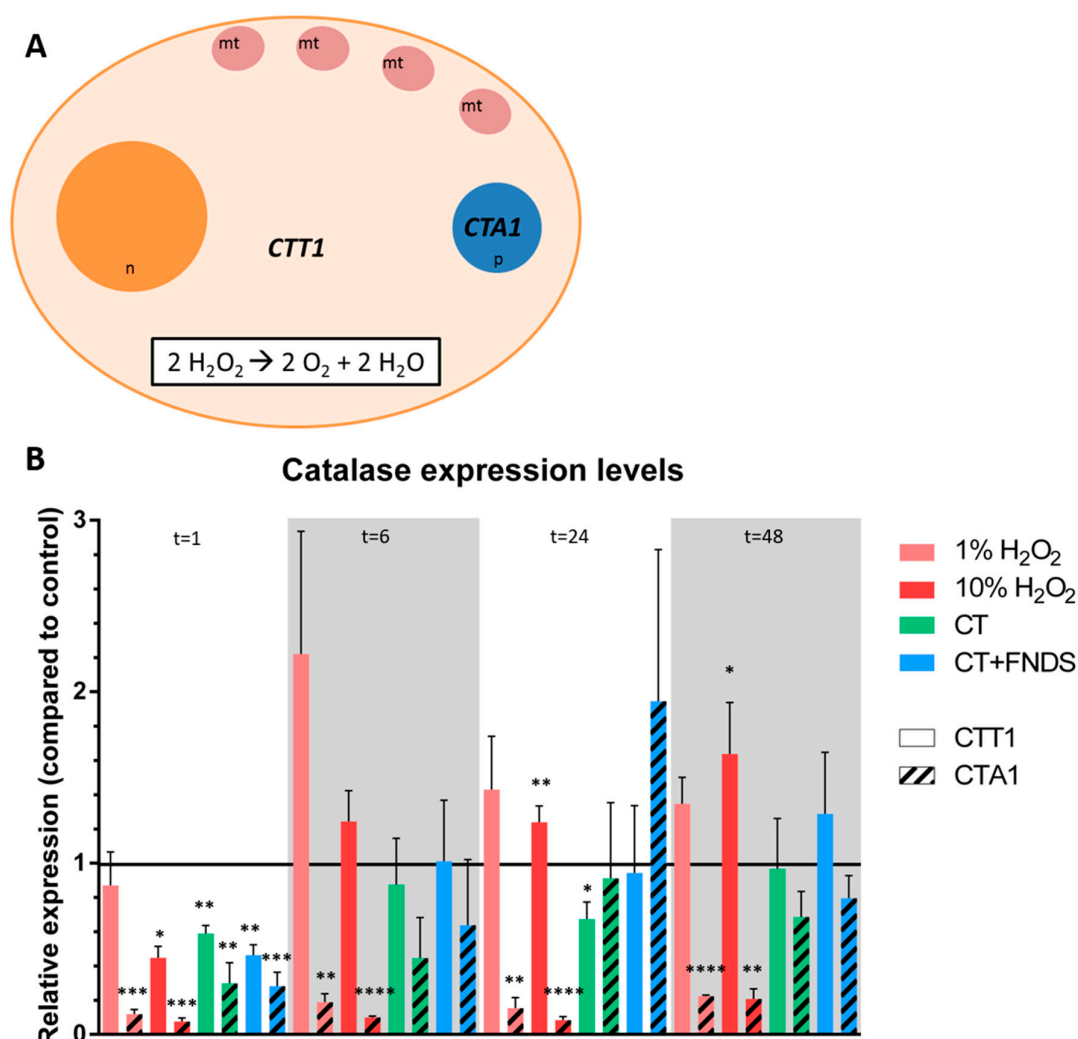 A
mt
mt
mt
mt
CTA1
p
CTT1
n
2 H₂O₂ → 2 O₂ + 2 H₂O
B
Catalase expression levels
Relative expression (compared to control)
3
2
1
0
t=1
t=6
t=24
t=48
***
*
***
**
**
**
***
**
****
**
**
****
*
****
*
**
1% H₂O₂
10% H₂O₂
CT
CT+FNDS
CTT1
CTA1